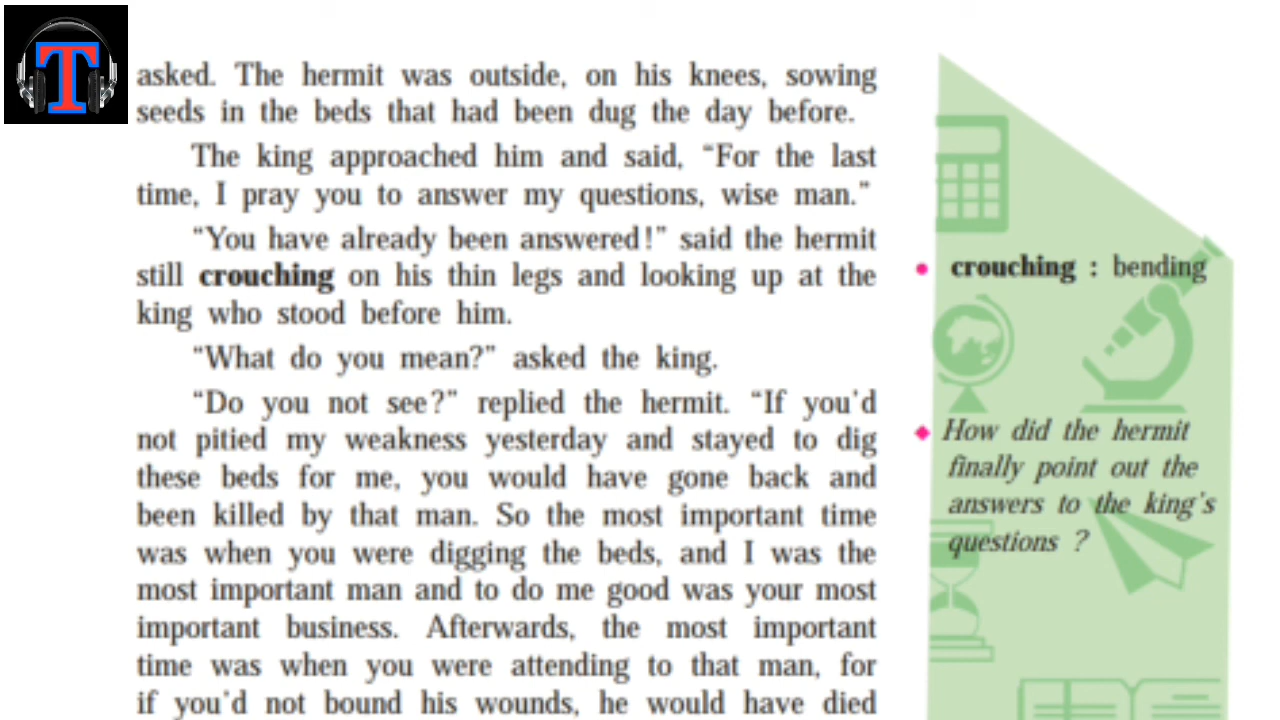 T
asked. The hermit was outside, on his knees, sowing
seeds in the beds that had been dug the day before.
The king approached him and said, “For the last
time, I pray you to answer my questions, wise man.”
“You have already been answered!” said the hermit
still crouching on his thin legs and looking up at the
king who stood before him.
“What do you mean?” asked the king.
“Do you not see?” replied the hermit. “If you'd
not pitied my weakness yesterday and stayed to dig
these beds for me, you would have gone back and
been killed by that man. So the most important time
was when you were digging the beds, and I was the
most important man and to do me good was your most
important business. Afterwards, the most important
time was when you were attending to that man, for
if you'd not bound his wounds, he would have died
• crouching : bending
◆ How did the hermit
finally point out the
answers to the king's
questions ?